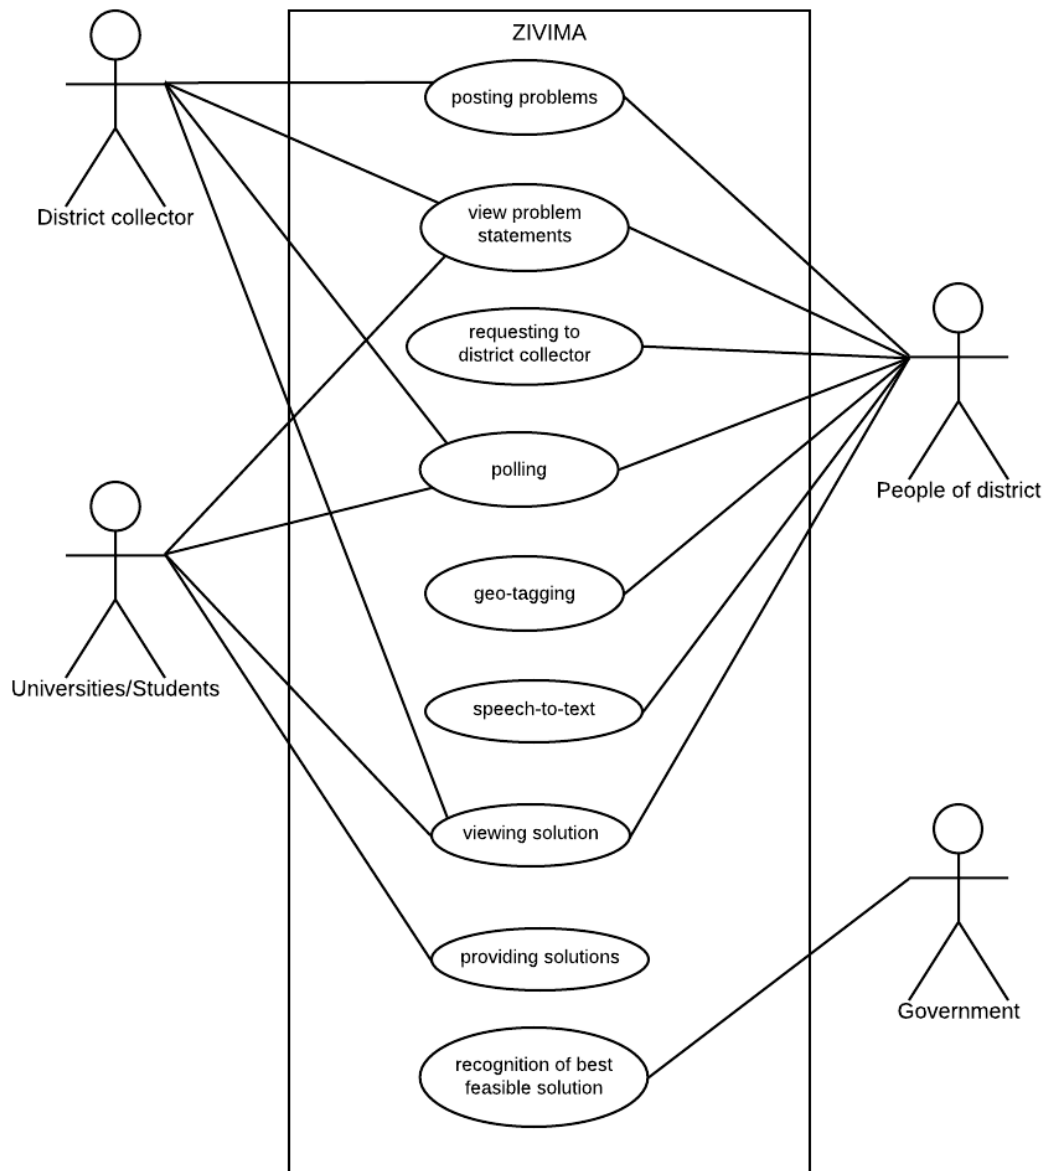 ZIVIMA
posting problems
District collector
view problem
statements
requesting to
district collector
polling
People of district
geo-tagging
Universities/Students
speech-to-text
viewing solution
providing solutions
Government
recognition of best
feasible solution